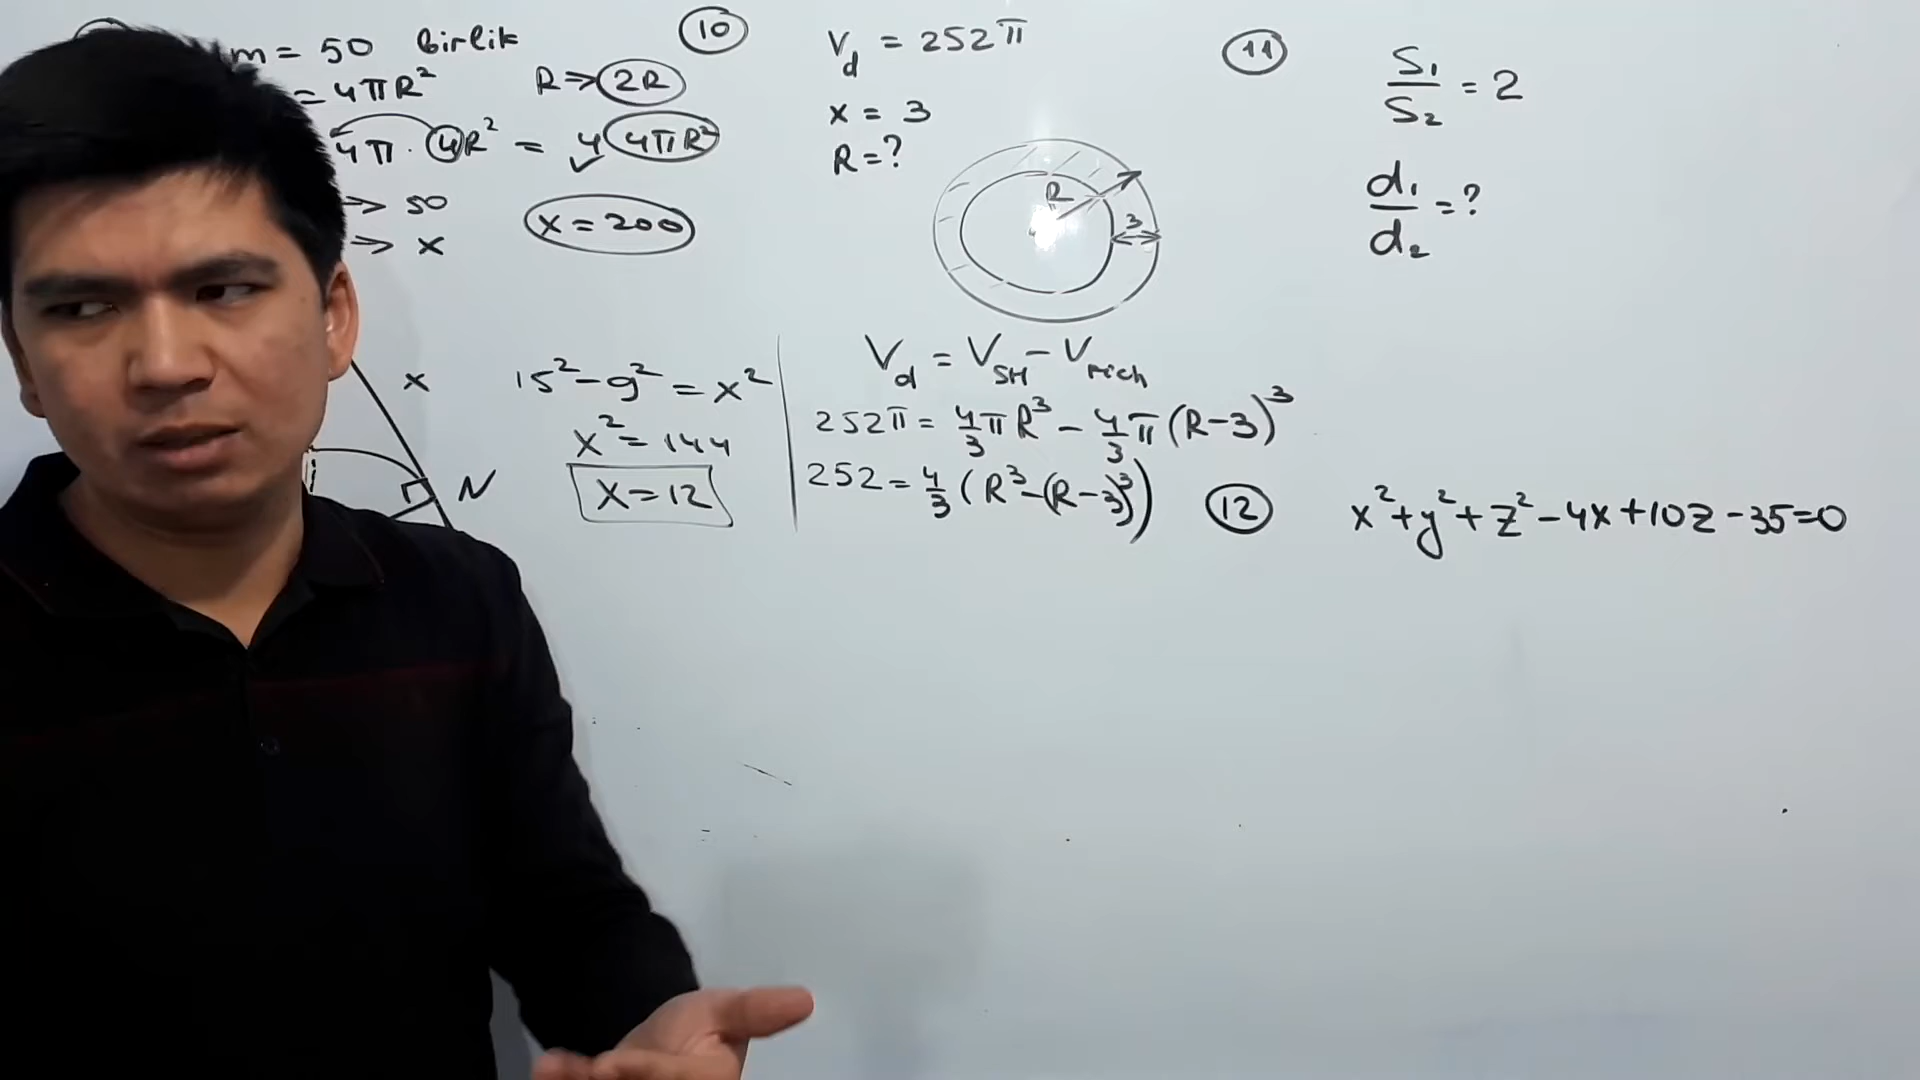 m = 50 birlik
= 4πR² R ⇒ 2R
4π · 4R² = 4 4πR²
⇒ 50
⇒ x
x = 200
x
N
15² - 9² = x²
x² = 144
x = 12
10
V_d = 252π
x = 3
R = ?
R
3
V_d = V_SH - V_rich
252π = 4/3 π R³ - 4/3 π (R-3)³
252 = 4/3 (R³ - (R-3)³)
11
S₁/S₂ = 2
d₁/d₂ = ?
12
x² + y² + z² - 4x + 10z - 35 = 0